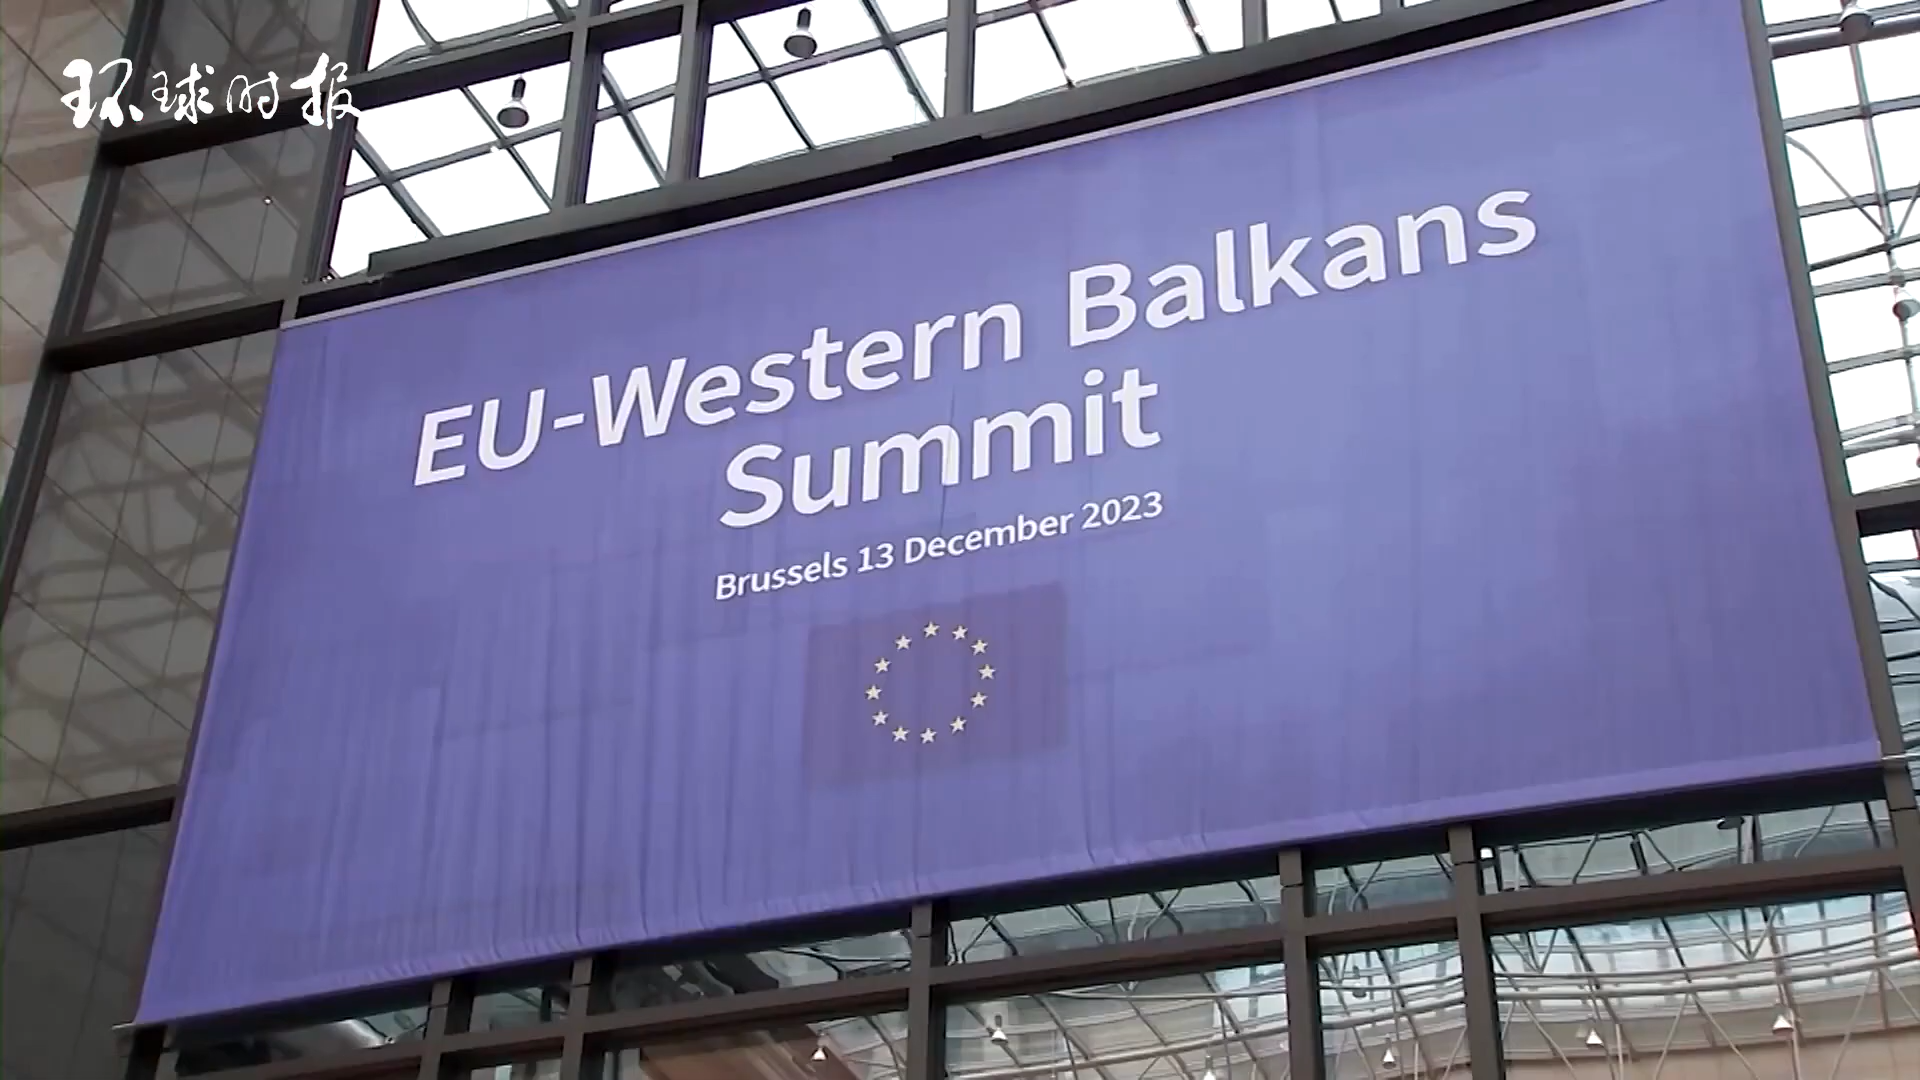 环球时报
EU-Western Balkans
Summit
Brussels 13 December 2023